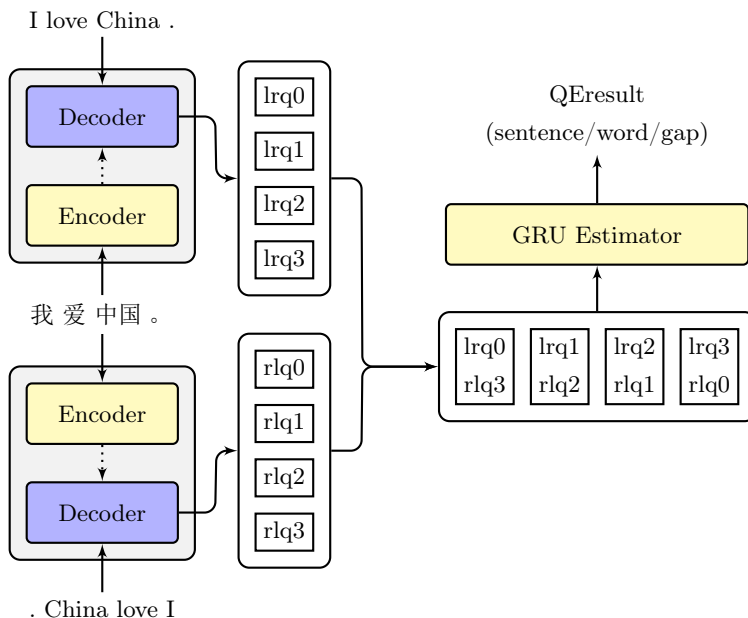 I love China .
Decoder
Encoder
我 爱 中国 。
Encoder
Decoder
. China love I
lrq0
lrq1
lrq2
lrq3
rlq0
rlq1
rlq2
rlq3
QEresult
(sentence/word/gap)
GRU Estimator
lrq0 lrq1 lrq2 lrq3
rlq3 rlq2 rlq1 rlq0